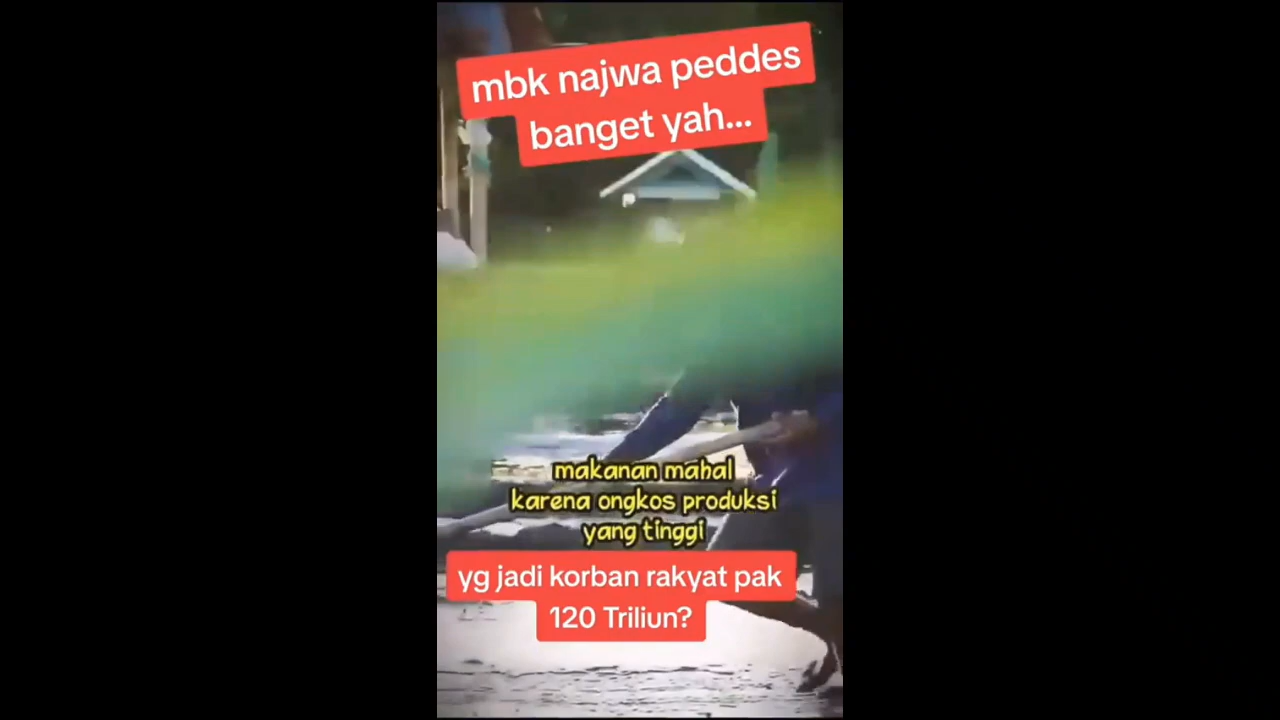 mbk najwa peddes
banget yah...
makanan mahal
karena ongkos produksi
yang tinggi
yg jadi korban rakyat pak
120 Triliun?